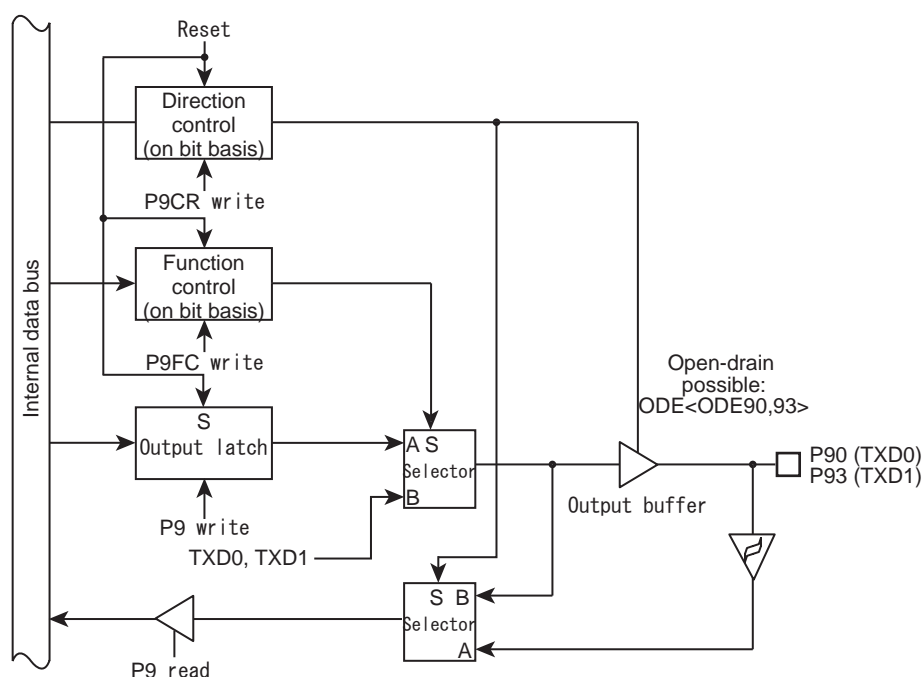 Reset
Direction
control
(on bit basis)
P9CR write
Internal data bus
Function
control
(on bit basis)
P9FC write
Open-drain
possible:
ODE<ODE90,93>
S
Output latch
A S
Selector
B
P90 (TXD0)
P93 (TXD1)
Output buffer
P9 write
TXD0, TXD1
S B
Selector
A
P9 read